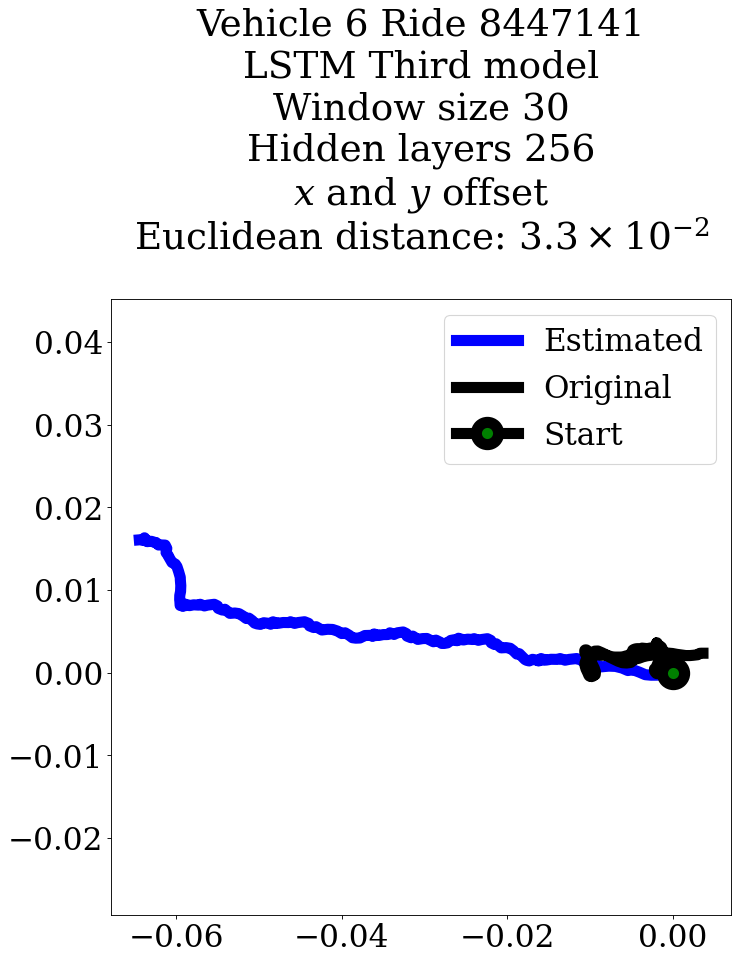 Vehicle 6 Ride 8447141
LSTM Third model
Window size 30
Hidden layers 256
x and y offset
Euclidean distance: 3.3 × 10⁻²
Estimated
Original
Start
0.04
0.03
0.02
0.01
0.00
−0.01
−0.02
−0.06 −0.04 −0.02 0.00